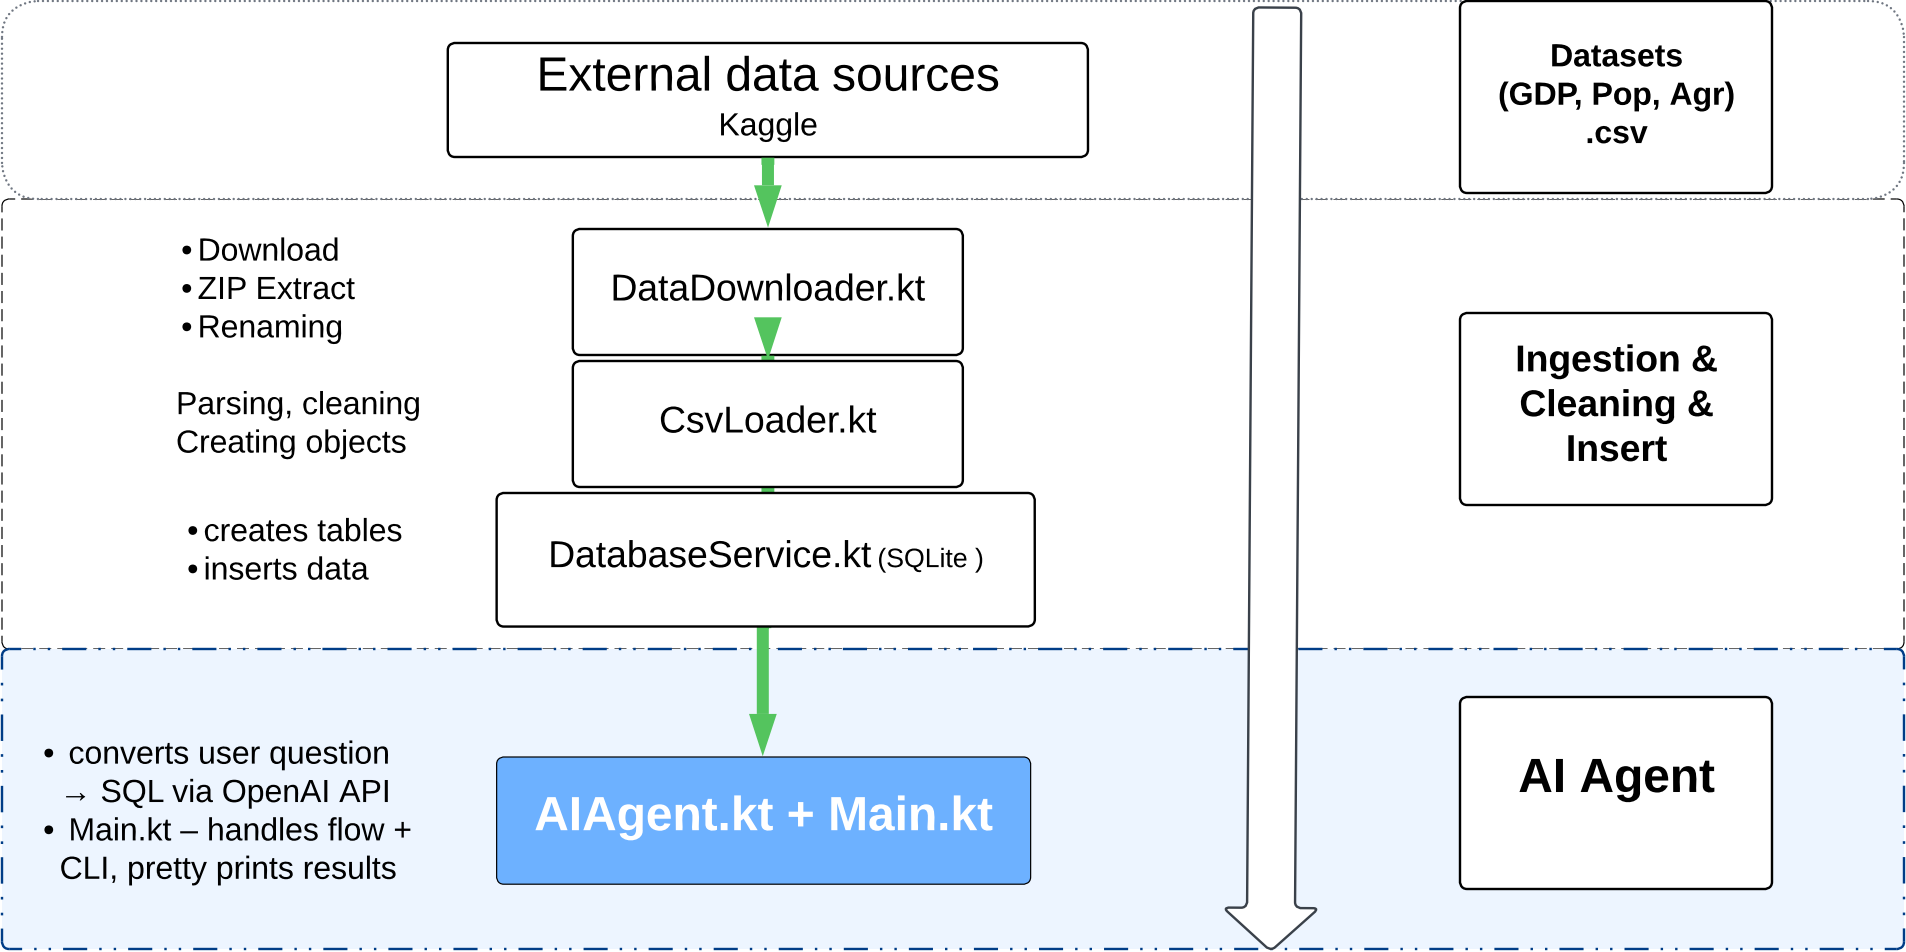 External data sources
Kaggle
Datasets
(GDP, Pop, Agr)
.csv
• Download
• ZIP Extract
• Renaming
DataDownloader.kt
Parsing, cleaning
Creating objects
CsvLoader.kt
Ingestion &
Cleaning &
Insert
• creates tables
• inserts data
DatabaseService.kt (SQLite )
• converts user question
→ SQL via OpenAI API
• Main.kt – handles flow +
CLI, pretty prints results
AIAgent.kt + Main.kt
AI Agent